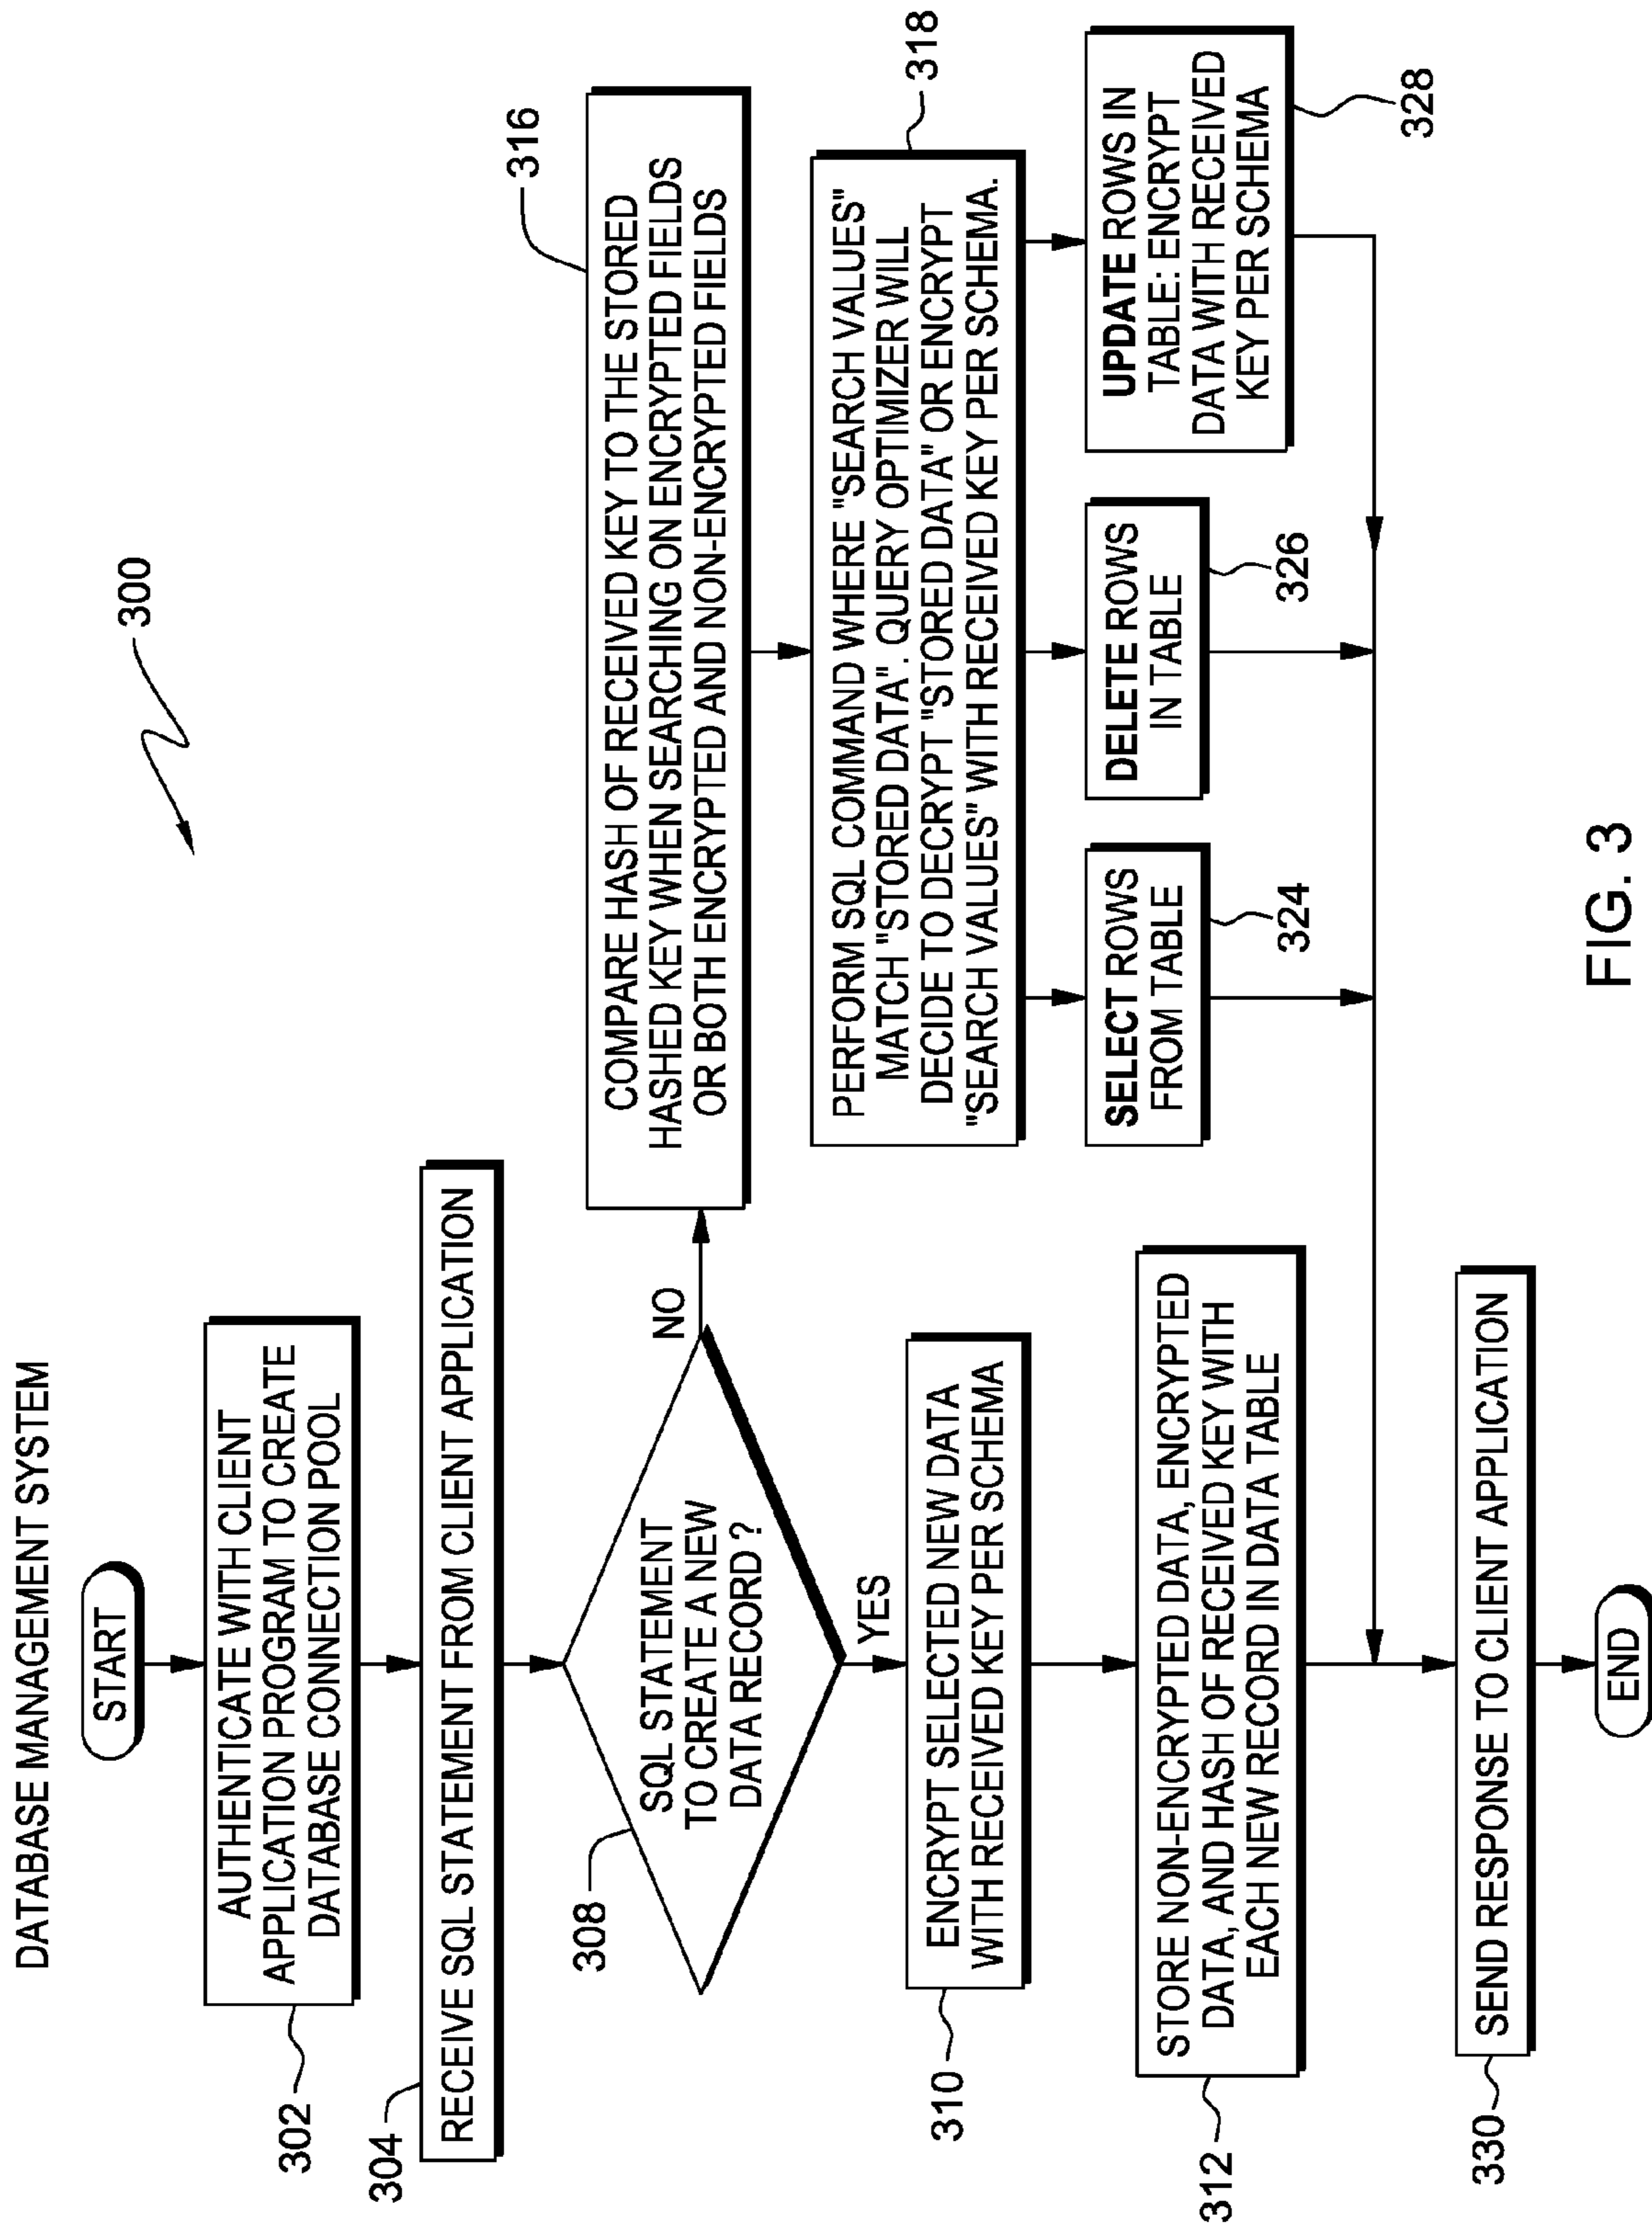 DATABASE MANAGEMENT SYSTEM
300
START
302
AUTHENTICATE WITH CLIENT
APPLICATION PROGRAM TO CREATE
DATABASE CONNECTION POOL
304
RECEIVE SQL STATEMENT FROM CLIENT APPLICATION
308
SQL STATEMENT
TO CREATE A NEW
DATA RECORD ?
NO
YES
316
COMPARE HASH OF RECEIVED KEY TO THE STORED
HASHED KEY WHEN SEARCHING ON ENCRYPTED FIELDS
OR BOTH ENCRYPTED AND NON-ENCRYPTED FIELDS
318
PERFORM SQL COMMAND WHERE "SEARCH VALUES"
MATCH "STORED DATA". QUERY OPTIMIZER WILL
DECIDE TO DECRYPT "STORED DATA" OR ENCRYPT
"SEARCH VALUES" WITH RECEIVED KEY PER SCHEMA.
310
ENCRYPT SELECTED NEW DATA
WITH RECEIVED KEY PER SCHEMA
SELECT ROWS
FROM TABLE
324
DELETE ROWS
IN TABLE
326
UPDATE ROWS IN
TABLE: ENCRYPT
DATA WITH RECEIVED
KEY PER SCHEMA
328
312
STORE NON-ENCRYPTED DATA, ENCRYPTED
DATA, AND HASH OF RECEIVED KEY WITH
EACH NEW RECORD IN DATA TABLE
330
SEND RESPONSE TO CLIENT APPLICATION
END
FIG. 3